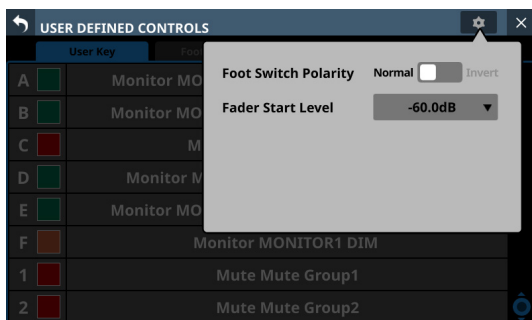 USER DEFINED CONTROLS
User Key
Foo
Foot Switch Polarity Normal Invert
Fader Start Level -60.0dB
A Monitor MO
B Monitor MO
C M
D Monitor M
E Monitor MO
F Monitor MONITOR1 DIM
1 Mute Mute Group1
2 Mute Mute Group2